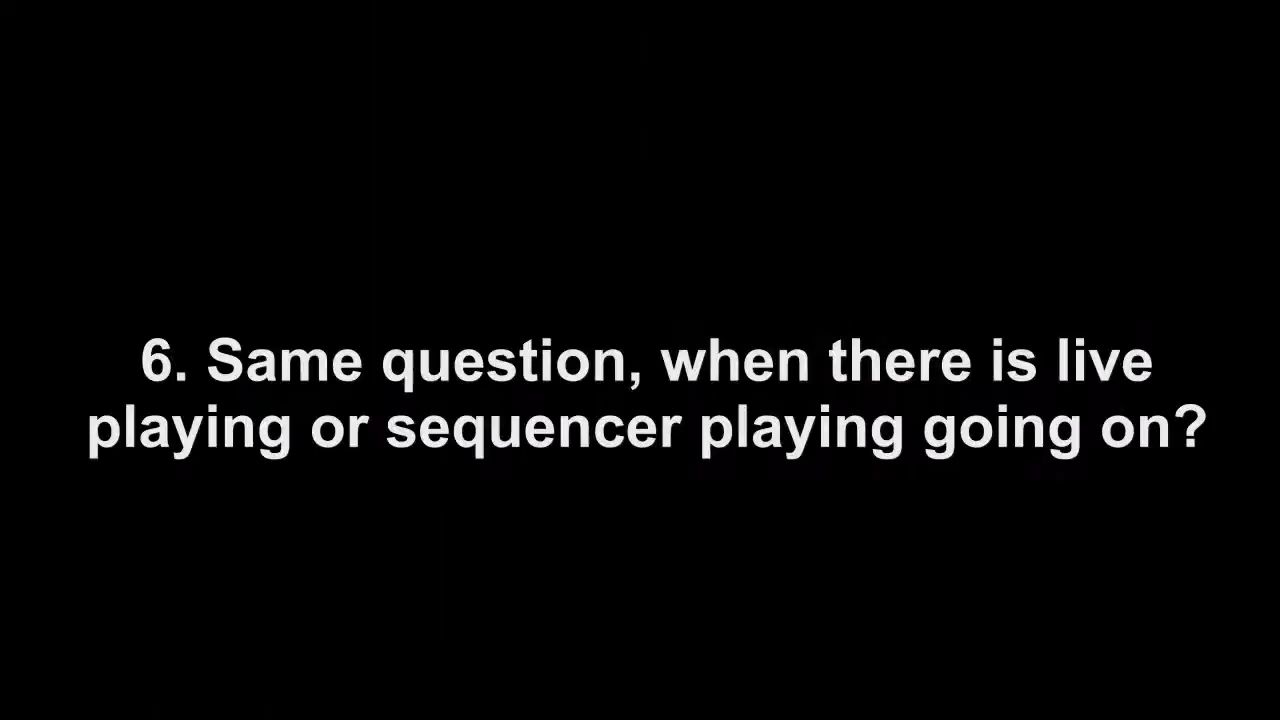 6. Same question, when there is live
playing or sequencer playing going on?